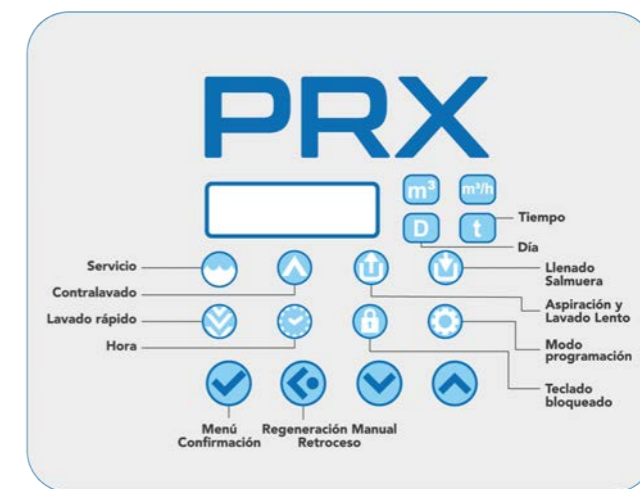 PRX
m³
m³/h
D
t
Tiempo
Día
Servicio
Contralavado
Lavado rápido
Hora
Llenado
Salmuera
Aspiración y
Lavado Lento
Modo
programación
Teclado
bloqueado
Menú
Confirmación
Regeneración Manual
Retroceso